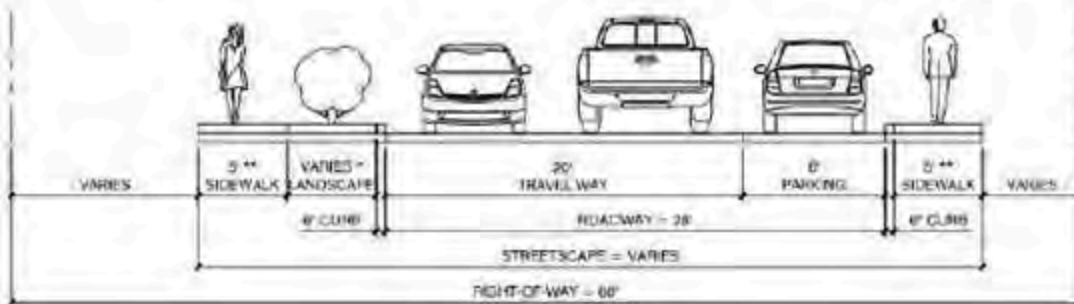 5' ** VARIES * 20' 8' 5' **
VARIES SIDEWALK LANDSCAPE TRAVEL WAY PARKING SIDEWALK VARIES
6" CURB ROADWAY = 28' 6" CURB
STREETSCAPE = VARIES
RIGHT-OF-WAY =